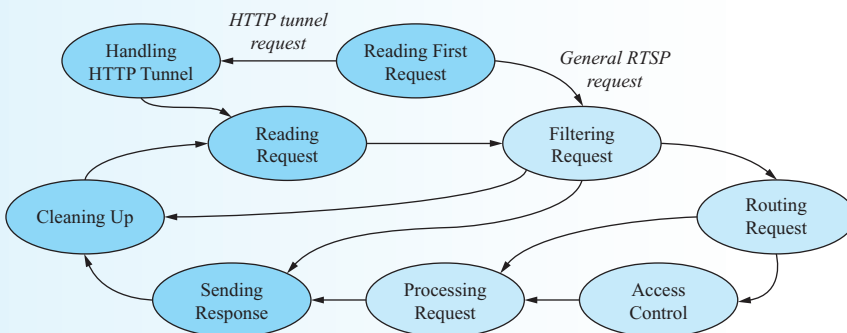 HTTP tunnel
request
Handling
HTTP Tunnel
Reading First
Request
General RTSP
request
Reading
Request
Filtering
Request
Cleaning Up
Routing
Request
Sending
Response
Processing
Request
Access
Control